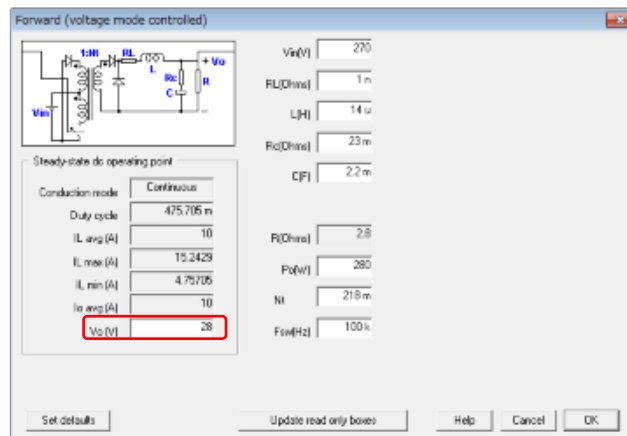 Forward (voltage mode controlled)
1:Nt
RL
L
+ Vo
Rc
C
R
Vin
-
Vin(V) 270
RL(Ohms) 1 n
L(H) 14 u
Rc(Ohms) 23 m
C(F) 2.2 m
R(Ohms) 2.8
Po(W) 280
Nt 218 m
Fsw(Hz) 100 k
Steady-state dc operating point
Conduction mode Continuous
Duty cycle 475.705 m
IL avg (A) 10
IL max (A) 15.2429
IL min (A) 4.75705
Io avg (A) 10
Vo (V) 28
Set defaults
Update read only boxes
Help
Cancel
OK